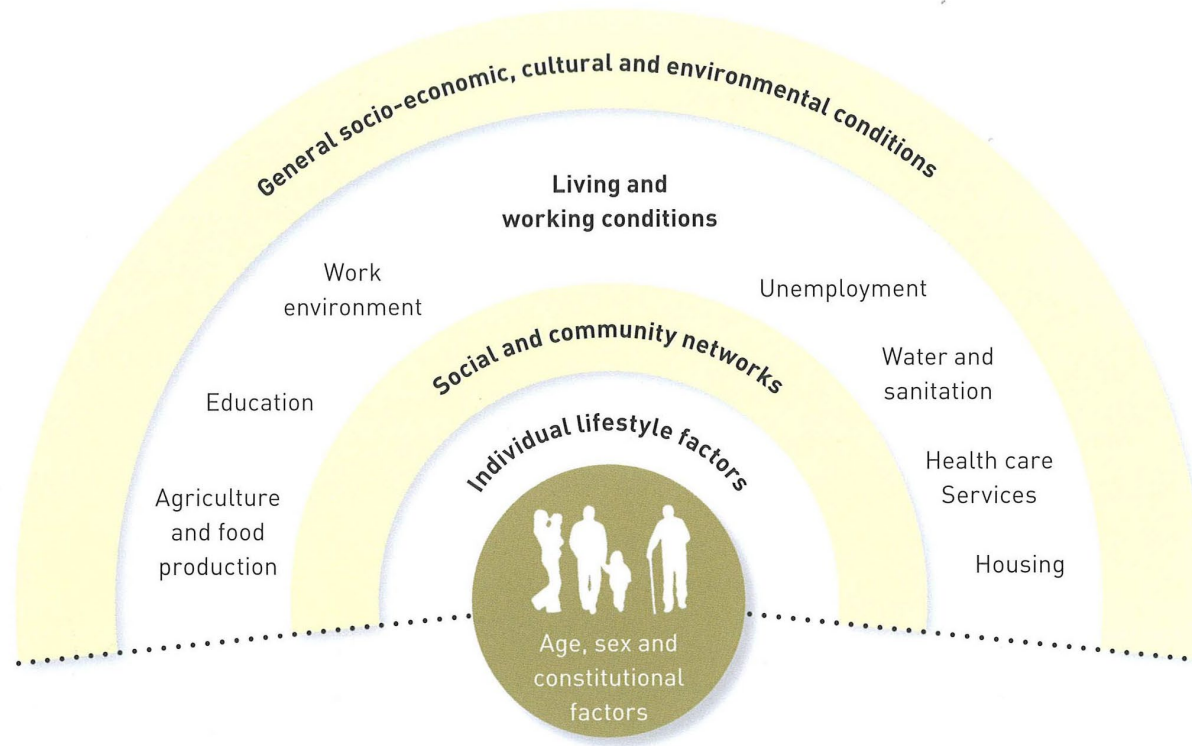 General socio-economic, cultural and environmental conditions
Living and
working conditions
Work
environment
Unemployment
Social and community networks
Water and
sanitation
Education
Individual lifestyle factors
Health care
Services
Agriculture
and food
production
Housing
Age, sex and
constitutional
factors